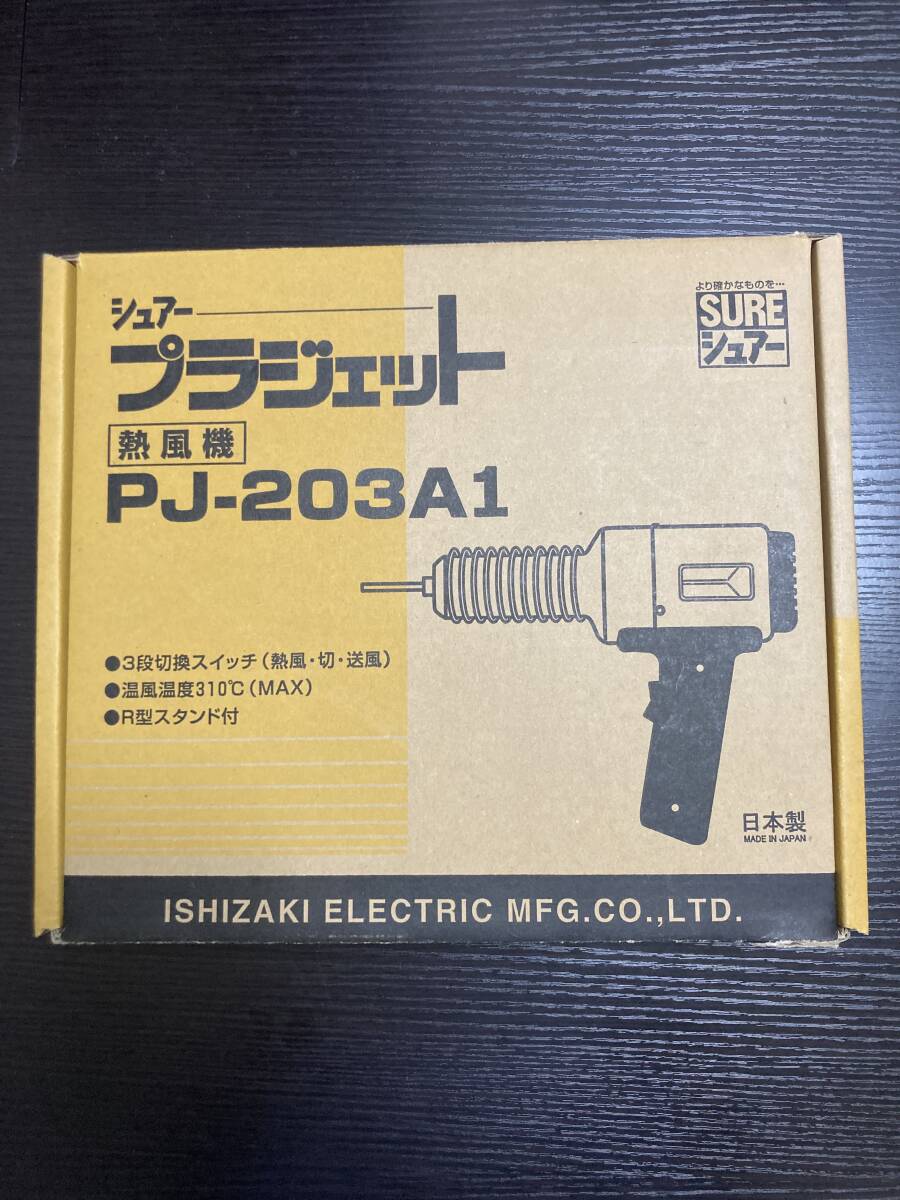 シュアー
プラジェット
熱風機
PJ-203A1
より確かなものを…
SURE
シュアー
●3段切換スイッチ(熱風・切・送風)
●温風温度310℃(MAX)
●R型スタンド付
日本製
MADE IN JAPAN
ISHIZAKI ELECTRIC MFG.CO.,LTD.